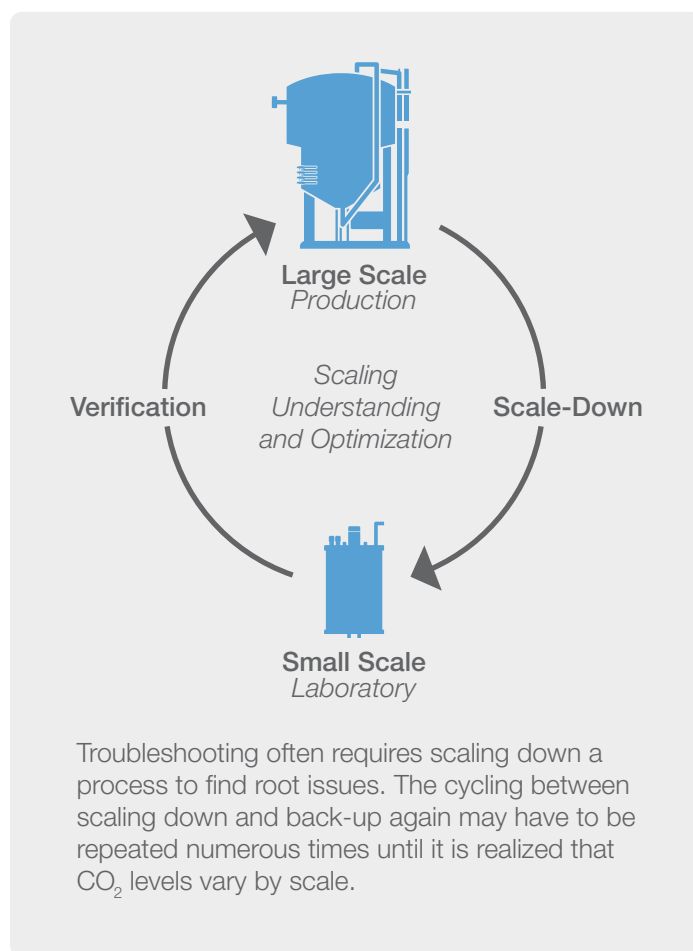 Large Scale
Production
Scaling
Understanding
and Optimization
Verification
Scale-Down
Small Scale
Laboratory
Troubleshooting often requires scaling down a
process to find root issues. The cycling between
scaling down and back-up again may have to be
repeated numerous times until it is realized that
CO₂ levels vary by scale.